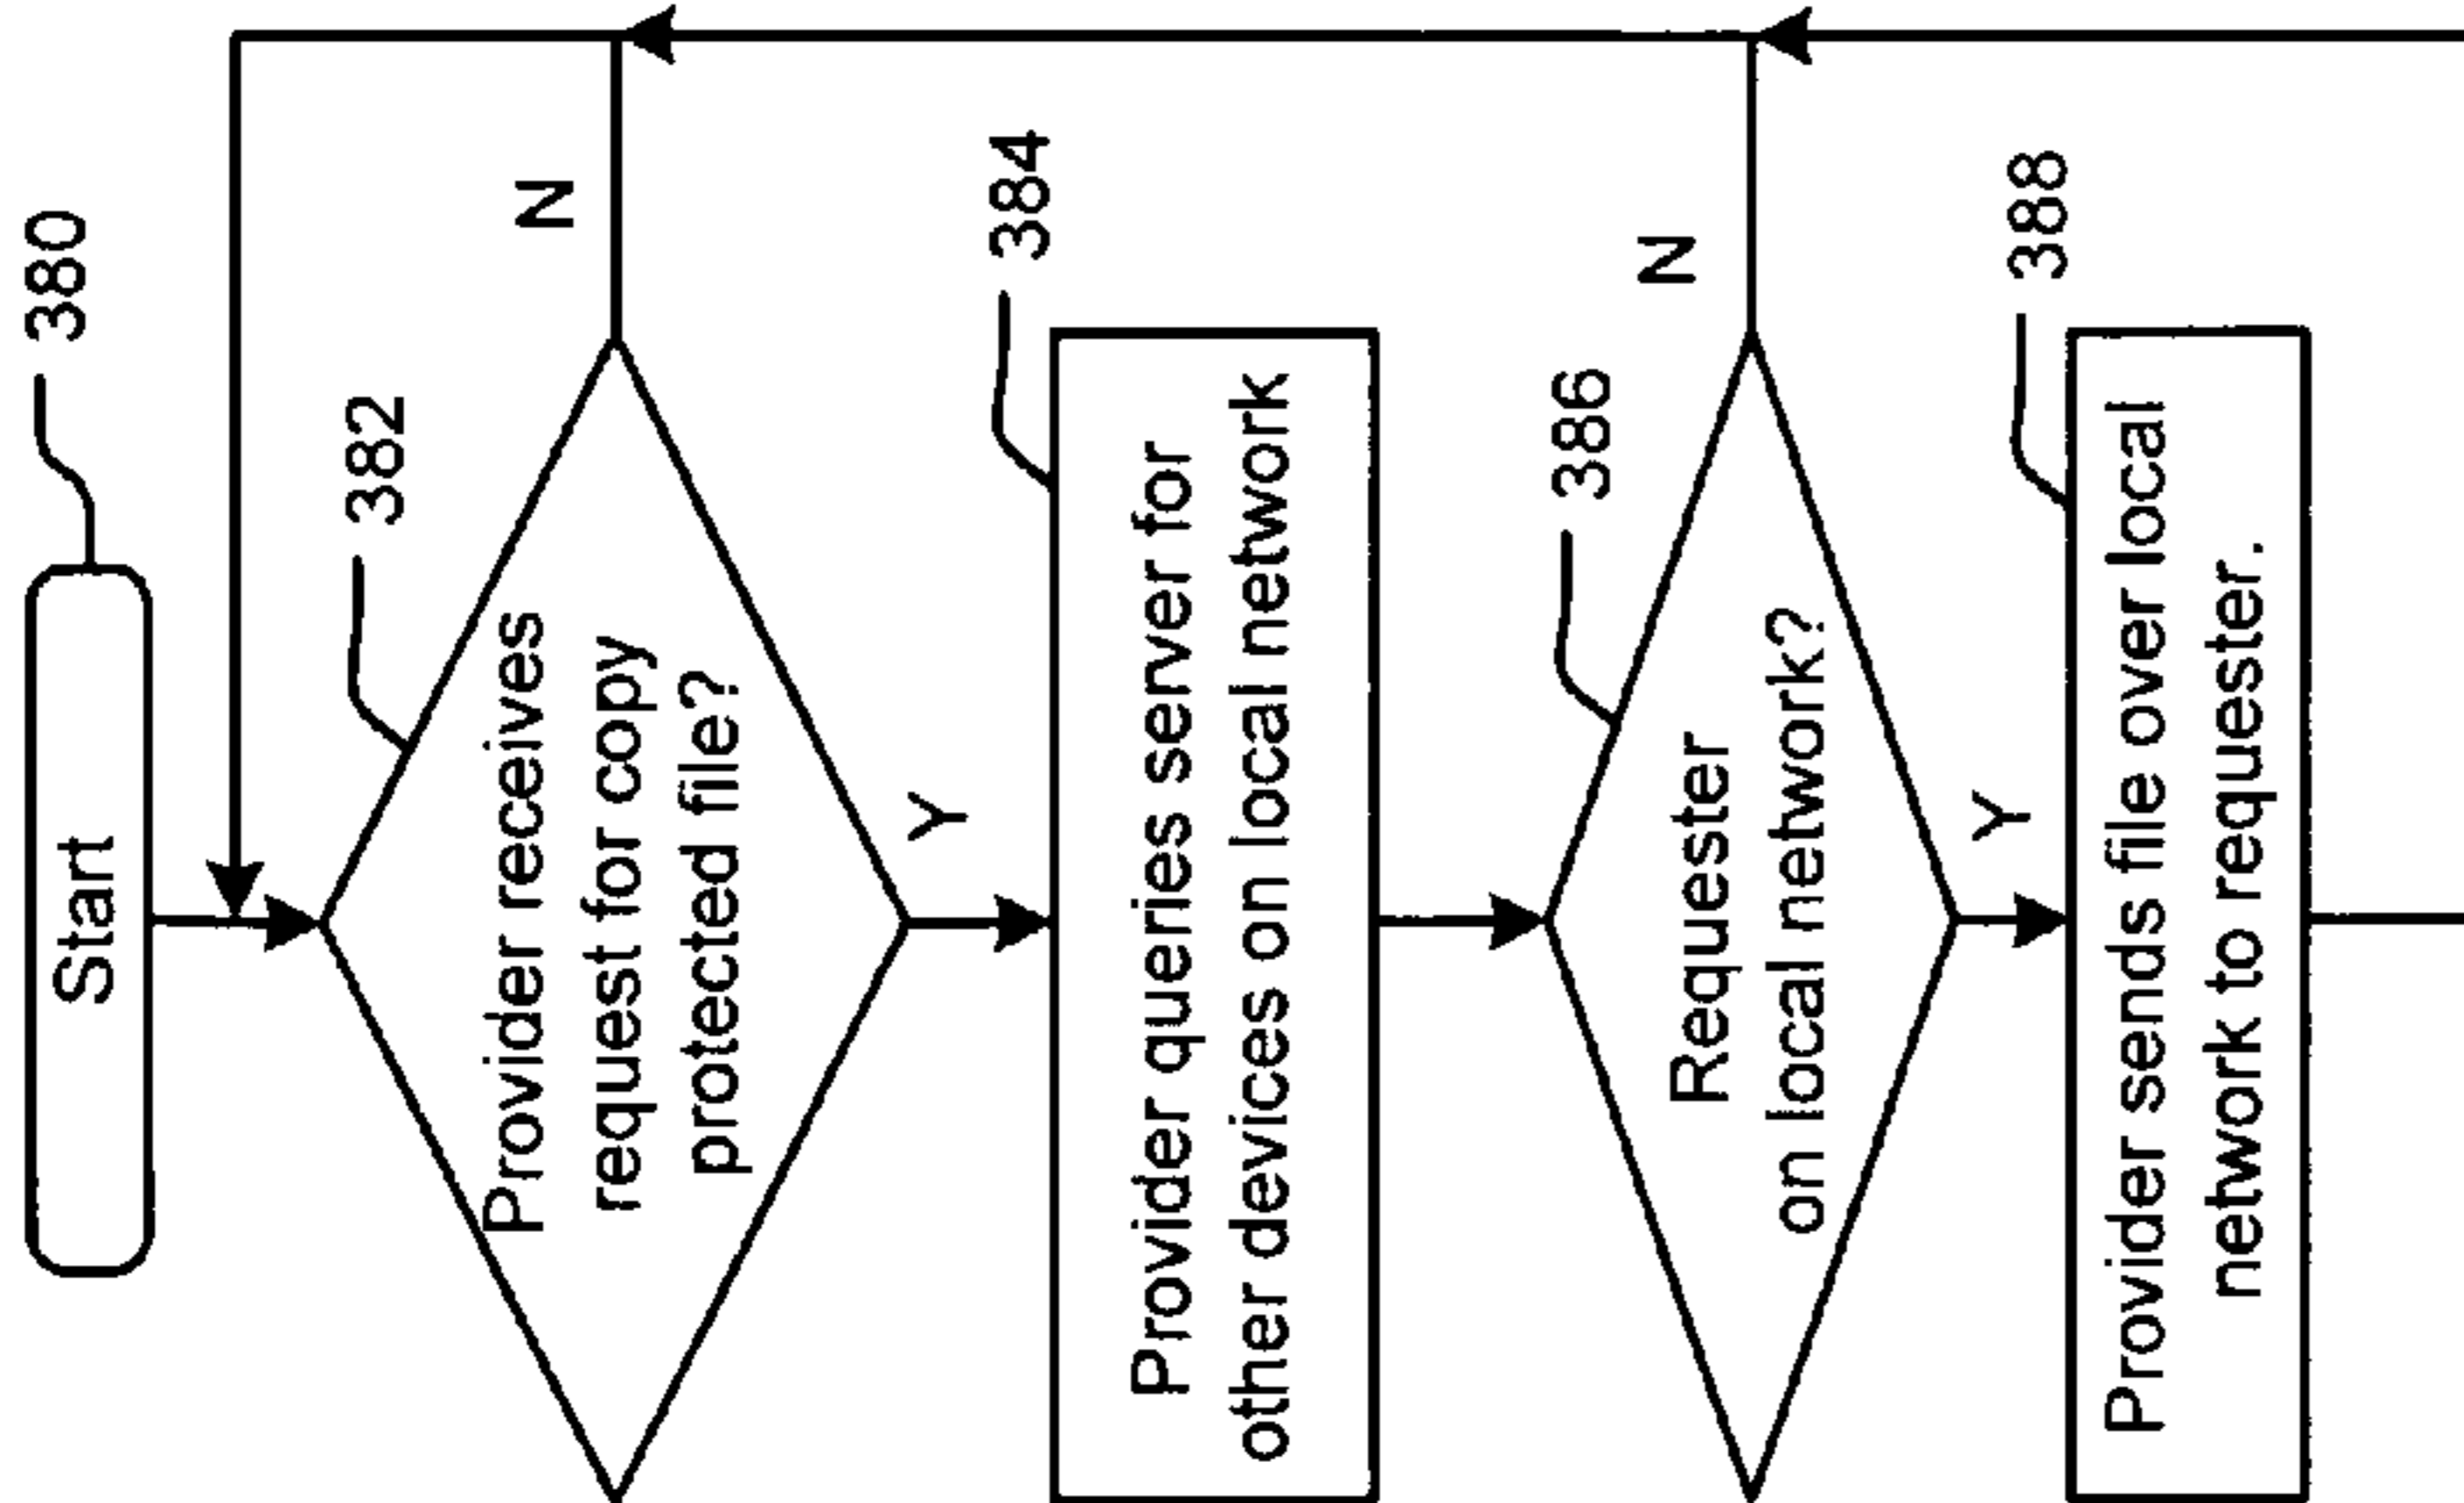 Start
380
382
Provider receives
request for copy
protected file?
N
Y
384
Provider queries server for
other devices on local network
386
Requester
on local network?
N
Y
388
Provider sends file over local
network to requester.